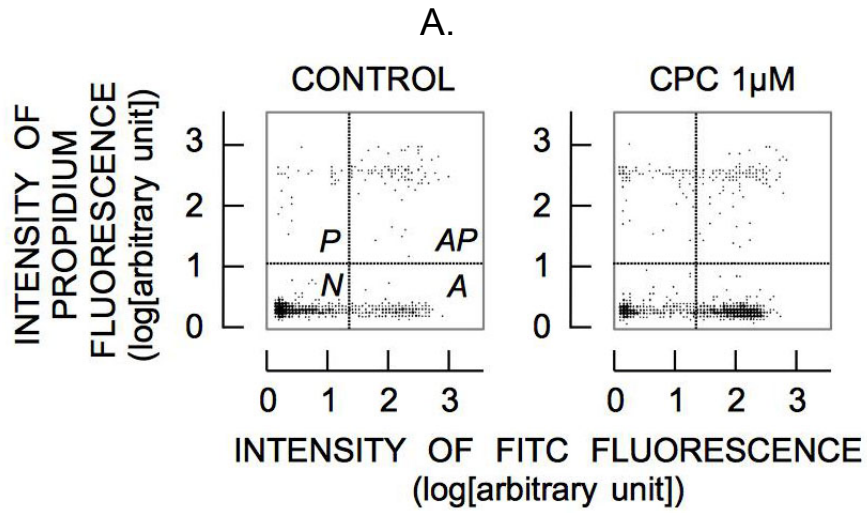 A.
CONTROL
CPC 1µM
INTENSITY OF
PROPIDIUM
FLUORESCENCE
(log[arbitrary unit])
3
2
1
0
P
AP
N
A
3
2
1
0
0 1 2 3
0 1 2 3
INTENSITY OF FITC FLUORESCENCE
(log[arbitrary unit])